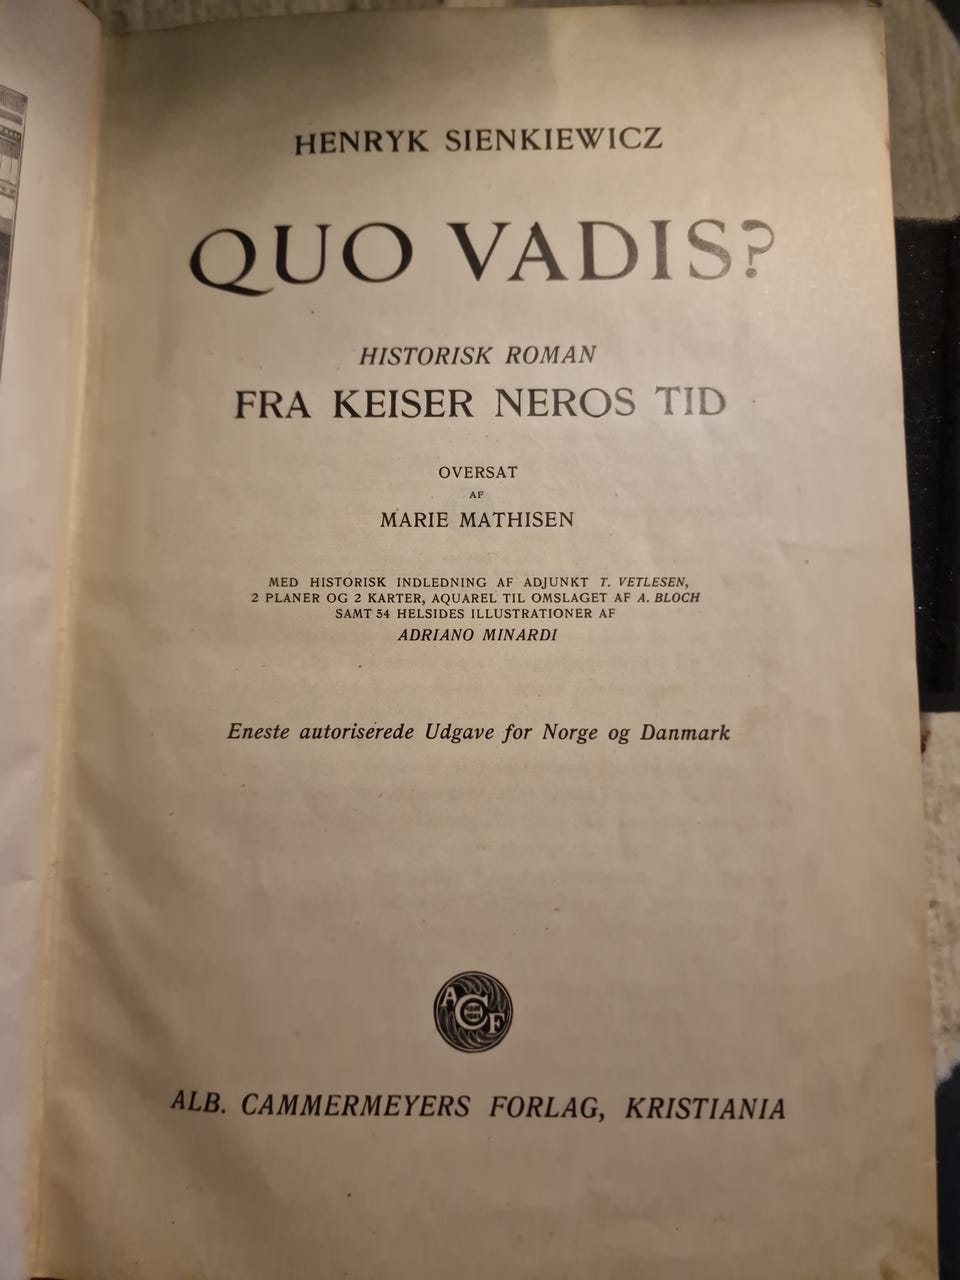 HENRYK SIENKIEWICZ
QUO VADIS?
HISTORISK ROMAN
FRA KEISER NEROS TID
OVERSAT
AF
MARIE MATHISEN
MED HISTORISK INDLEDNING AF ADJUNKT T. VETLESEN,
2 PLANER OG 2 KARTER, AQUAREL TIL OMSLAGET AF A. BLOCH
SAMT 54 HELSIDES ILLUSTRATIONER AF
ADRIANO MINARDI
Eneste autoriserede Udgave for Norge og Danmark
A C F
ALB. CAMMERMEYERS FORLAG, KRISTIANIA